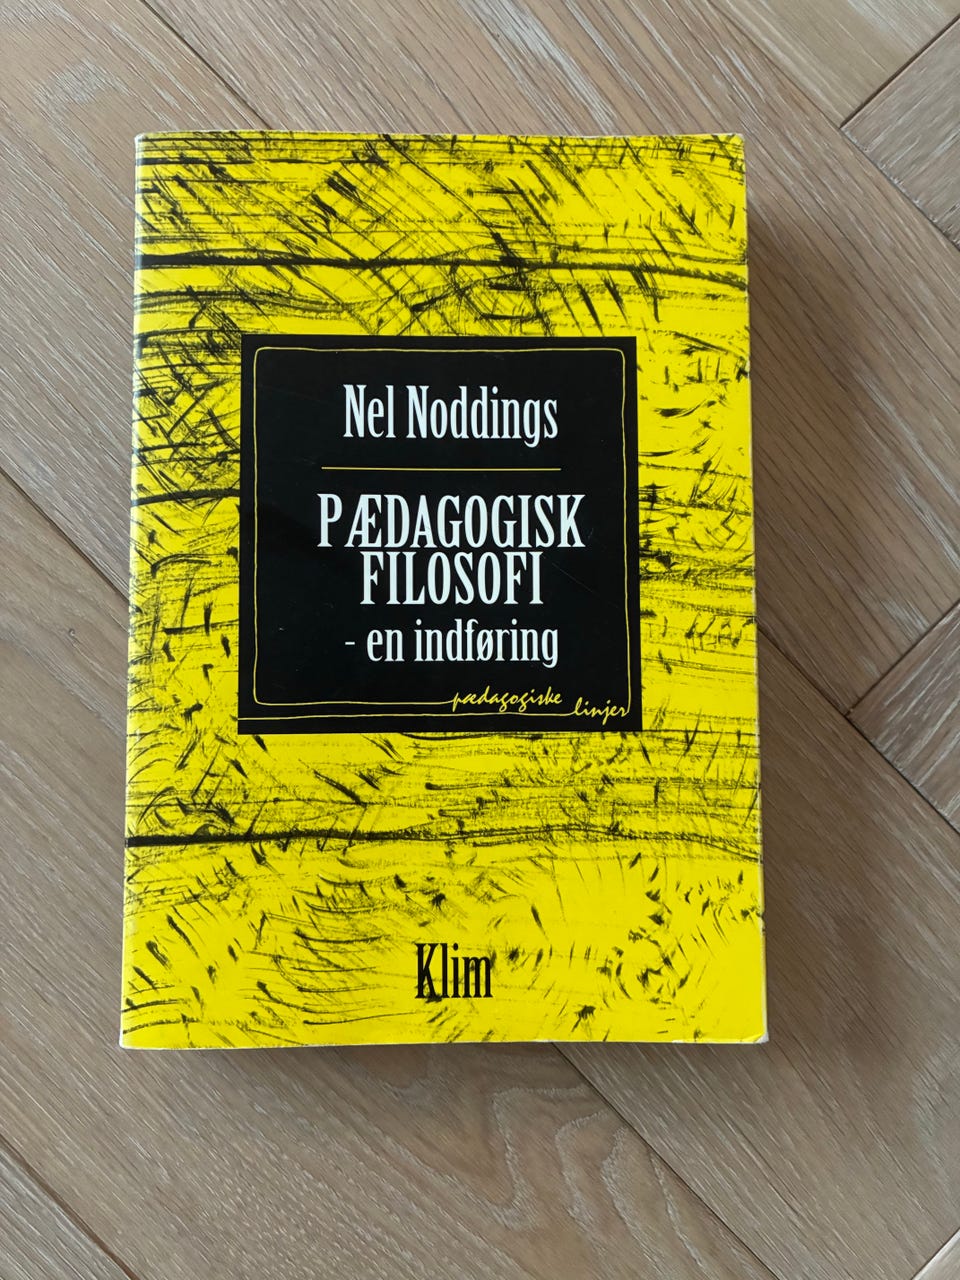 Nel Noddings
PÆDAGOGISK
FILOSOFI
- en indføring
pædagogiske
linjer
Klim